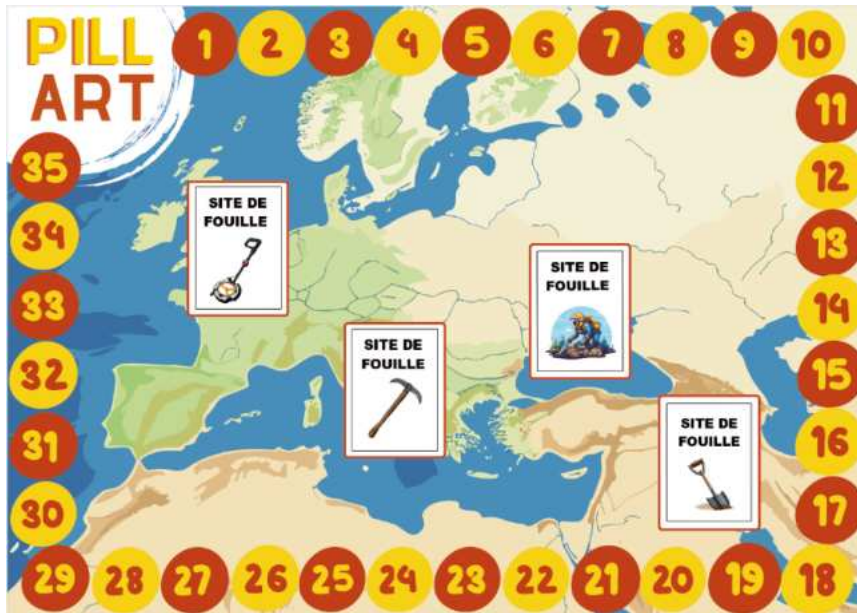 PILL
ART
1 2 3 4 5 6 7 8 9 10
11
12
13
14
15
16
17
18
19
20
21
22
23
24
25
26
27
28
29
30
31
32
33
34
35
SITE DE
FOUILLE
SITE DE
FOUILLE
SITE DE
FOUILLE
SITE DE
FOUILLE